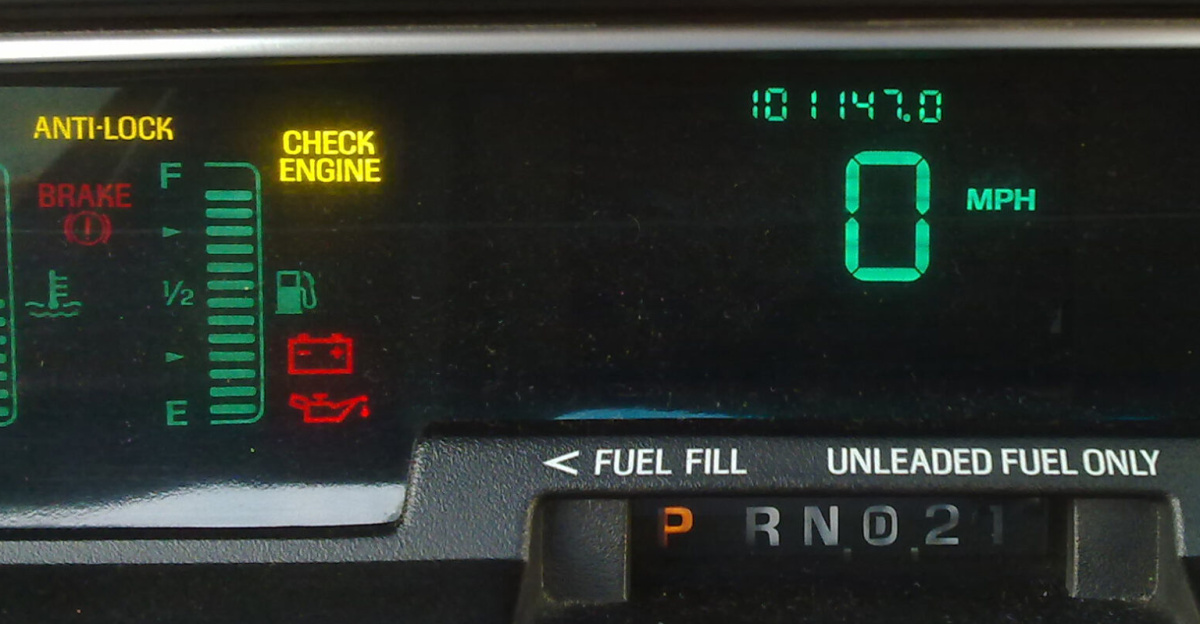 ANTI-LOCK
CHECK
ENGINE
101147.0
BRAKE
F
0 MPH
1/2
E
< FUEL FILL UNLEADED FUEL ONLY
P R N D 2 1